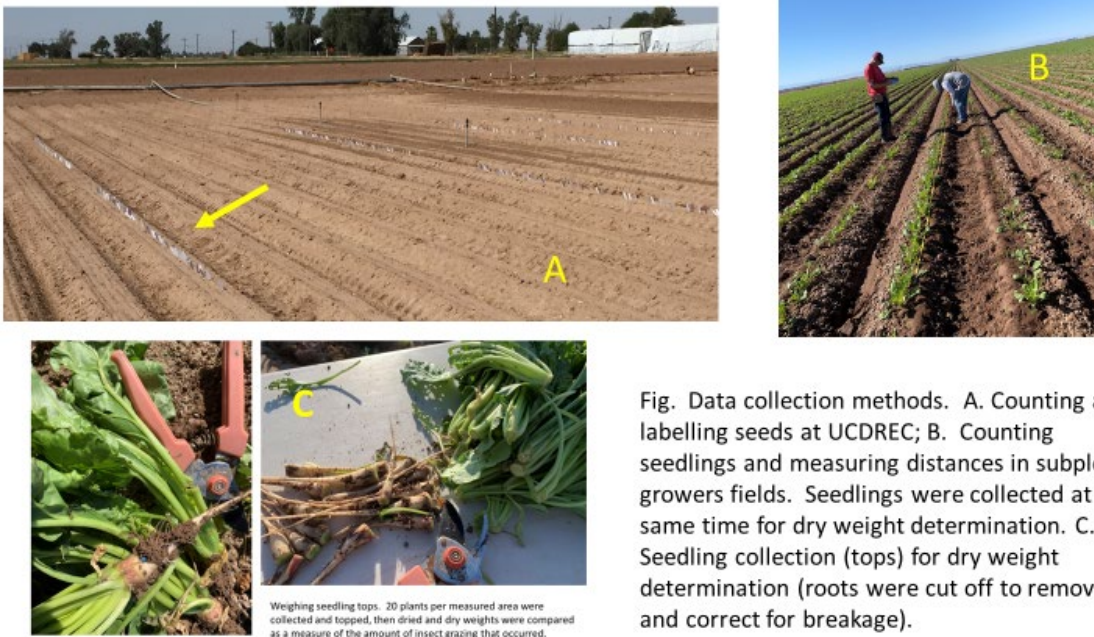 A
B
C
Fig. Data collection methods. A. Counting a
labelling seeds at UCDREC; B. Counting
seedlings and measuring distances in subpl
growers fields. Seedlings were collected at
same time for dry weight determination. C.
Seedling collection (tops) for dry weight
determination (roots were cut off to remov
and correct for breakage).
Weighing seedling tops. 20 plants per measured area were
collected and topped, then dried and dry weights were compared
as a measure of the amount of insect grazing that occurred.